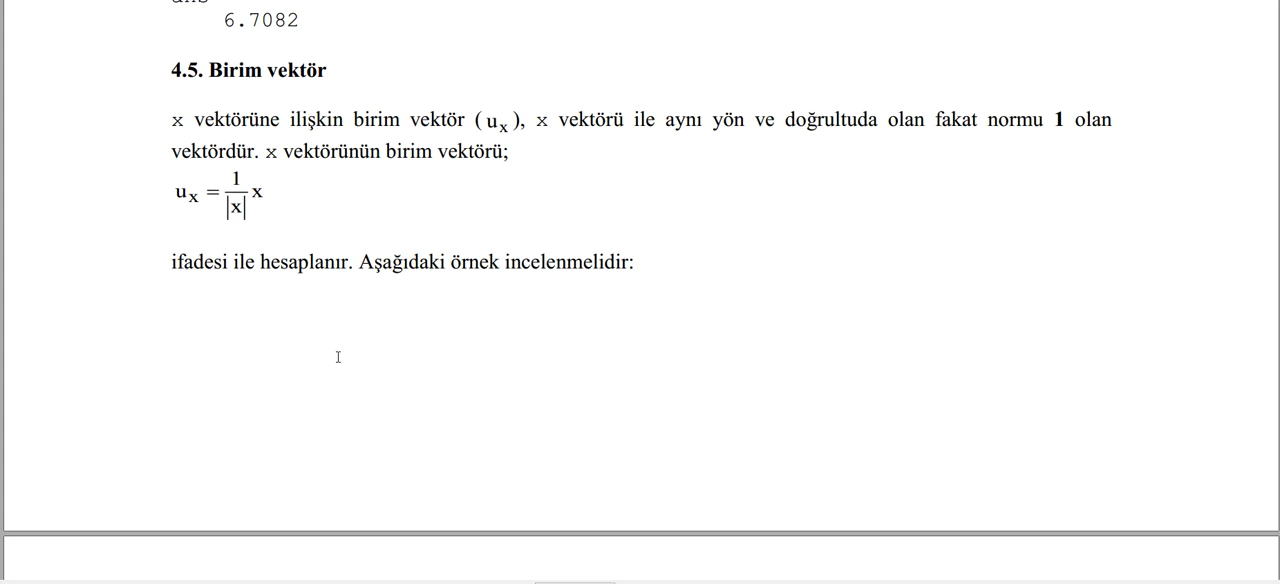 6.7082
4.5. Birim vektör
x vektörüne ilişkin birim vektör ( uₓ ), x vektörü ile aynı yön ve doğrultuda olan fakat normu 1 olan
vektördür. x vektörünün birim vektörü;
uₓ = 1/|x| x
ifadesi ile hesaplanır. Aşağıdaki örnek incelenmelidir: